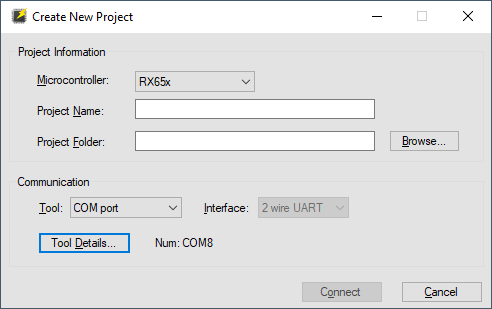 Create New Project
Project Information
Microcontroller: RX65x
Project Name:
Project Folder: Browse...
Communication
Tool: COM port Interface: 2 wire UART
Tool Details... Num: COM8
Connect Cancel